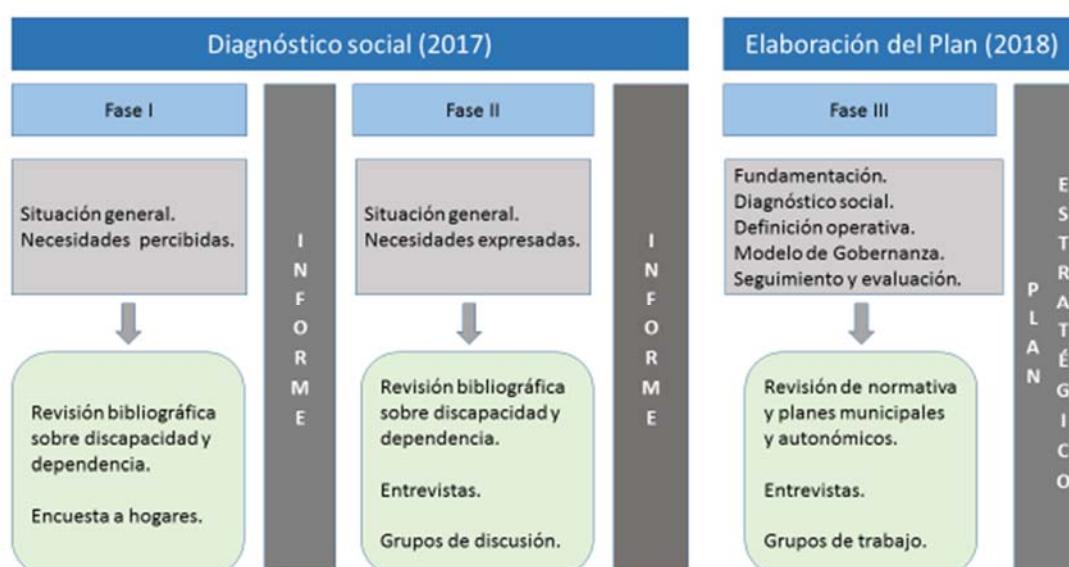 Diagnóstico social (2017)
Elaboración del Plan (2018)
Fase I
Situación general.
Necesidades percibidas.
Revisión bibliográfica
sobre discapacidad y
dependencia.
Encuesta a hogares.
INFORME
Fase II
Situación general.
Necesidades expresadas.
Revisión bibliográfica
sobre discapacidad y
dependencia.
Entrevistas.
Grupos de discusión.
INFORME
Fase III
Fundamentación.
Diagnóstico social.
Definición operativa.
Modelo de Gobernanza.
Seguimiento y evaluación.
Revisión de normativa
y planes municipales
y autonómicos.
Entrevistas.
Grupos de trabajo.
PLAN
ESTRATÉGICO